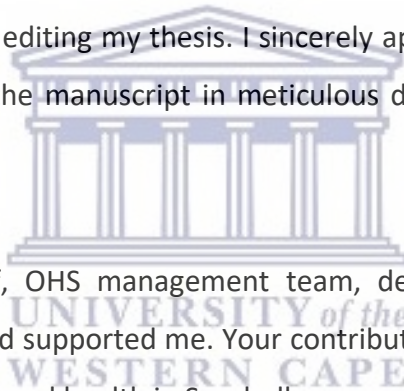 editing my thesis. I sincerely ap
he manuscript in meticulous d
, OHS management team, de
UNIVERSITY of the
d supported me. Your contribut
WESTERN CAPE